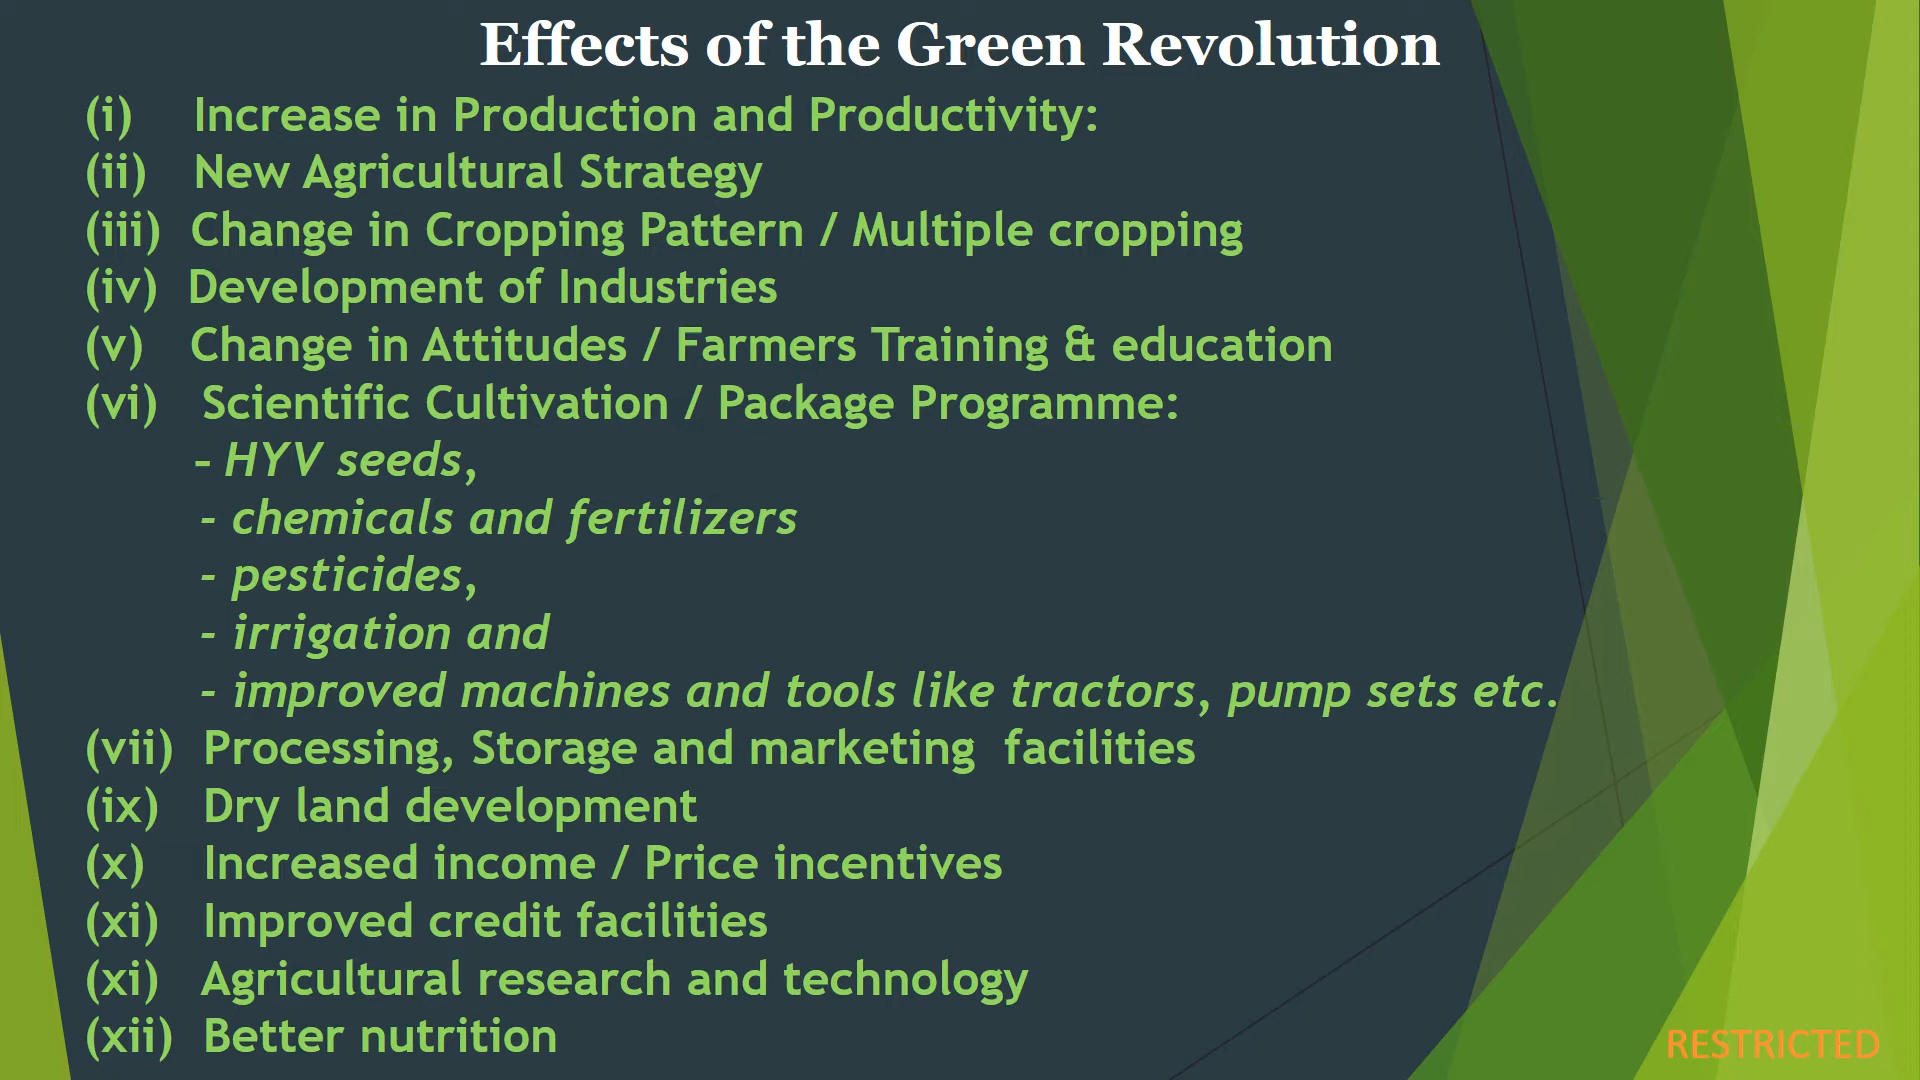 Effects of the Green Revolution
(i) Increase in Production and Productivity:
(ii) New Agricultural Strategy
(iii) Change in Cropping Pattern / Multiple cropping
(iv) Development of Industries
(v) Change in Attitudes / Farmers Training & education
(vi) Scientific Cultivation / Package Programme:
- HYV seeds,
- chemicals and fertilizers
- pesticides,
- irrigation and
- improved machines and tools like tractors, pump sets etc.
(vii) Processing, Storage and marketing facilities
(ix) Dry land development
(x) Increased income / Price incentives
(xi) Improved credit facilities
(xi) Agricultural research and technology
(xii) Better nutrition
RESTRICTED